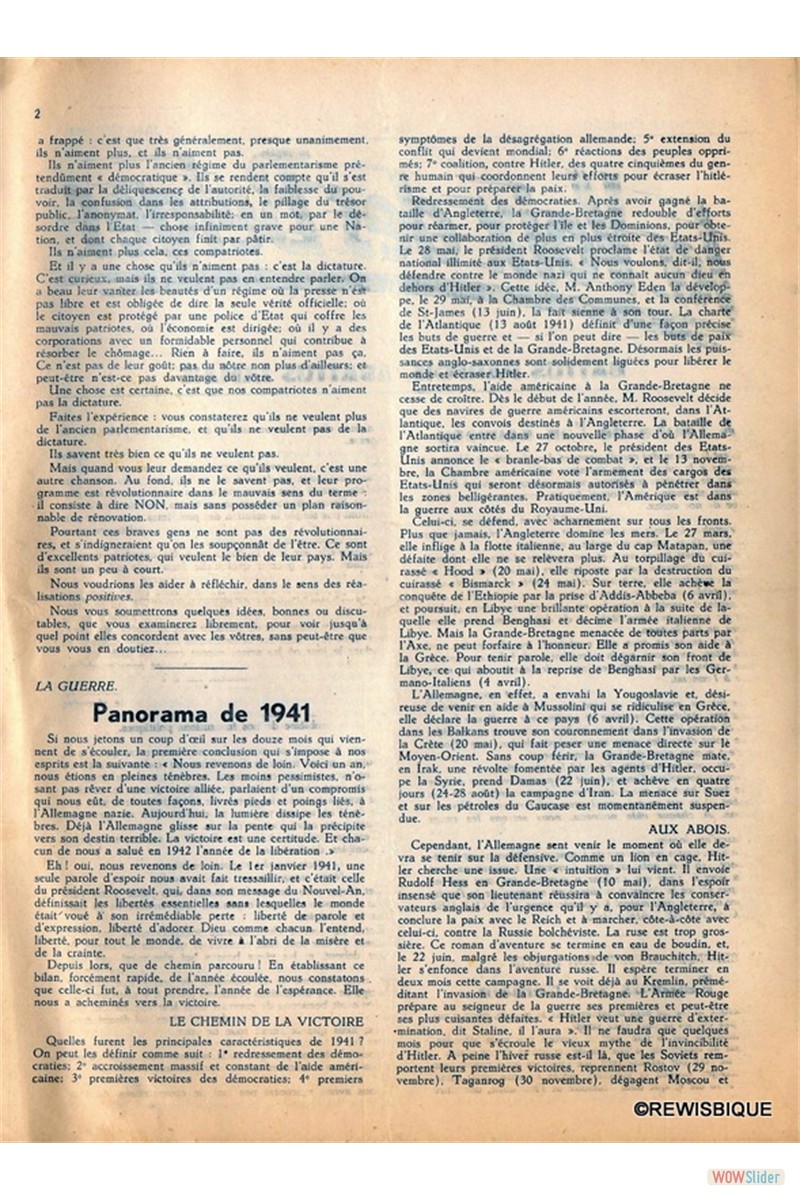 2
a frappé : c'est que très généralement, presque unanimement,
ils n'aiment plus, et ils n'aiment pas.
Ils n'aiment plus l'ancien régime du parlementarisme pré-
tendûment « démocratique ». Ils se rendent compte qu'il s'est
traduit par la déliquescence de l'autorité, la faiblesse du pou-
voir, la confusion dans les attributions, le pillage du trésor
public, l'anonymat, l'irresponsabilité; en un mot, par le dé-
sordre dans l'Etat — chose infiniment grave pour une Na-
tion, et dont chaque citoyen finit par pâtir.
Ils n'aiment plus cela, ces compatriotes.
Et il y a une chose qu'ils n'aiment pas : c'est la dictature.
C'est curieux, mais ils ne veulent pas en entendre parler. On
a beau leur vanter les beautés d'un régime où la presse n'est
pas libre et est obligée de dire la seule vérité officielle; où
le citoyen est protégé par une police d'Etat qui coffre les
mauvais patriotes, où l'économie est dirigée; où il y a des
corporations avec un formidable personnel qui contribue à
résorber le chômage... Rien à faire, ils n'aiment pas ça.
Ce n'est pas de leur goût; pas du nôtre non plus d'ailleurs; et
peut-être n'est-ce pas davantage du vôtre.
Une chose est certaine, c'est que nos compatriotes n'aiment
pas la dictature.
Faites l'expérience : vous constaterez qu'ils ne veulent plus
de l'ancien parlementarisme, et qu'ils ne veulent pas de la
dictature.
Ils savent très bien ce qu'ils ne veulent pas.
Mais quand vous leur demandez ce qu'ils veulent, c'est une
autre chanson. Au fond, ils ne le savent pas, et leur pro-
gramme est révolutionnaire dans le mauvais sens du terme :
il consiste à dire NON, mais sans posséder un plan raison-
nable de rénovation.
Pourtant ces braves gens ne sont pas des révolutionnai-
res, et s'indigneraient qu'on les soupçonnât de l'être. Ce sont
d'excellents patriotes, qui veulent le bien de leur pays. Mais
ils sont un peu à court.
Nous voudrions les aider à réfléchir, dans le sens des réa-
lisations positives.
Nous vous soumettrons quelques idées, bonnes ou discu-
tables, que vous examinerez librement, pour voir jusqu'à
quel point elles concordent avec les vôtres, sans peut-être que
vous vous en doutiez...
LA GUERRE.
Panorama de 1941
Si nous jetons un coup d'œil sur les douze mois qui vien-
nent de s'écouler, la première conclusion qui s'impose à nos
esprits est la suivante : « Nous revenons de loin. Voici un an,
nous étions en pleines ténèbres. Les moins pessimistes, n'o-
sant pas rêver d'une victoire alliée, parlaient d'un compromis
qui nous eût, de toutes façons, livrés pieds et poings liés, à
l'Allemagne nazie. Aujourd'hui, la lumière dissipe les ténè-
bres. Déjà l'Allemagne glisse sur la pente qui la précipite
vers son destin terrible. La victoire est une certitude. Et cha-
cun de nous a salué en 1942 l'année de la libération .»
Eh ! oui, nous revenons de loin. Le 1er janvier 1941, une
seule parole d'espoir nous avait fait tressaillir, et c'était celle
du président Roosevelt, qui, dans son message du Nouvel-An,
définissait les libertés essentielles sans lesquelles le monde
était voué à son irrémédiable perte : liberté de parole et
d'expression, liberté d'adorer Dieu comme chacun l'entend,
liberté, pour tout le monde, de vivre à l'abri de la misère et
de la crainte.
Depuis lors, que de chemin parcouru ! En établissant ce
bilan, forcément rapide, de l'année écoulée, nous constatons
que celle-ci fut, à tout prendre, l'année de l'espérance. Elle
nous a acheminés vers la victoire.
LE CHEMIN DE LA VICTOIRE
Quelles furent les principales caractéristiques de 1941 ?
On peut les définir comme suit : 1° redressement des démo-
craties; 2° accroissement massif et constant de l'aide améri-
caine; 3° premières victoires des démocraties; 4° premiers
symptômes de la désagrégation allemande; 5° extension du
conflit qui devient mondial; 6° réactions des peuples oppri-
més; 7° coalition, contre Hitler, des quatre cinquièmes du gen-
re humain qui coordonnent leurs efforts pour écraser l'hitlé-
risme et pour préparer la paix.
Redressement des démocraties. Après avoir gagné la ba-
taille d'Angleterre, la Grande-Bretagne redouble d'efforts
pour réarmer, pour protéger l'île et les Dominions, pour obte-
nir une collaboration de plus en plus étroite des Etats-Unis.
Le 28 mai, le président Roosevelt proclame l'état de danger
national illimité aux Etats-Unis. « Nous voulons, dit-il, nous
défendre contre le monde nazi qui ne connaît aucun dieu en
dehors d'Hitler ». Cette idée, M. Anthony Eden la dévelop-
pe, le 29 mai, à la Chambre des Communes, et la conférence
de St-James (13 juin), la fait sienne à son tour. La charte
de l'Atlantique (13 août 1941) définit d'une façon précise
les buts de guerre et — si l'on peut dire — les buts de paix
des Etats-Unis et de la Grande-Bretagne. Désormais les puis-
sances anglo-saxonnes sont solidement liguées pour libérer le
monde et écraser Hitler.
Entretemps, l'aide américaine à la Grande-Bretagne ne
cesse de croître. Dès le début de l'année, M. Roosevelt décide
que des navires de guerre américains escorteront, dans l'At-
lantique, les convois destinés à l'Angleterre. La bataille de
l'Atlantique entre dans une nouvelle phase d'où l'Allema-
gne sortira vaincue. Le 27 octobre, le président des Etats-
Unis annonce le « branle-bas de combat », et le 13 novem-
bre, la Chambre américaine vote l'armement des cargos des
Etats-Unis qui seront désormais autorisés à pénétrer dans
les zones belligérantes. Pratiquement, l'Amérique est dans
la guerre aux côtés du Royaume-Uni.
Celui-ci, se défend, avec acharnement sur tous les fronts.
Plus que jamais, l'Angleterre domine les mers. Le 27 mars,
elle inflige à la flotte italienne, au large du cap Matapan, une
défaite dont elle ne se relèvera plus. Au torpillage du cui-
rassé « Hood » (20 mai), elle riposte par la destruction du
cuirassé « Bismarck » (24 mai). Sur terre, elle achève la
conquête de l'Ethiopie par la prise d'Addis-Abbeba (6 avril),
et poursuit, en Libye une brillante opération à la suite de la-
quelle elle prend Benghasi et décime l'armée italienne de
Libye. Mais la Grande-Bretagne menacée de toutes parts par
l'Axe, ne peut forfaire à l'honneur. Elle a promis son aide à
la Grèce. Pour tenir parole, elle doit dégarnir son front de
Libye, ce qui aboutit à la reprise de Benghasi par les Ger-
mano-Italiens (4 avril).
L'Allemagne, en effet, a envahi la Yougoslavie et, dési-
reuse de venir en aide à Mussolini qui se ridiculise en Grèce,
elle déclare la guerre à ce pays (6 avril). Cette opération
dans les Balkans trouve son couronnement dans l'invasion de
la Crète (20 mai), qui fait peser une menace directe sur le
Moyen-Orient. Sans coup férir, la Grande-Bretagne mate,
en Irak, une révolte fomentée par les agents d'Hitler, occu-
pe la Syrie, prend Damas (22 juin), et achève en quatre
jours (24-28 août) la campagne d'Iran. La menace sur Suez
et sur les pétroles du Caucase est momentanément suspen-
due.
AUX ABOIS.
Cependant, l'Allemagne sent venir le moment où elle de-
vra se tenir sur la défensive. Comme un lion en cage, Hit-
ler cherche une issue. Une « intuition » lui vient. Il envoie
Rudolf Hess en Grande-Bretagne (10 mai), dans l'espoir
insensé que son lieutenant réussira à convaincre les conser-
vateurs anglais de l'urgence qu'il y a, pour l'Angleterre, à
conclure la paix avec le Reich et à marcher, côte-à-côte avec
celui-ci, contre la Russie bolchéviste. La ruse est trop gros-
sière. Ce roman d'aventure se termine en eau de boudin, et,
le 22 juin, malgré les objurgations de von Brauchitch, Hit-
ler s'enfonce dans l'aventure russe. Il espère terminer en
deux mois cette campagne. Il se voit déjà au Kremlin, prémé-
ditant l'invasion de la Grande-Bretagne. L'Armée Rouge
prépare au seigneur de la guerre ses premières et peut-être
ses plus cuisantes défaites. « Hitler veut une guerre d'exter-
mination, dit Staline, il l'aura ». Il ne faudra que quelques
mois pour que s'écroule le vieux mythe de l'invincibilité
d'Hitler. A peine l'hiver russe est-il là, que les Soviets rem-
portent leurs premières victoires, reprennent Rostov (29 no-
vembre), Taganrog (30 novembre), dégagent Moscou et
©REWISBIQUE
WOWSlider